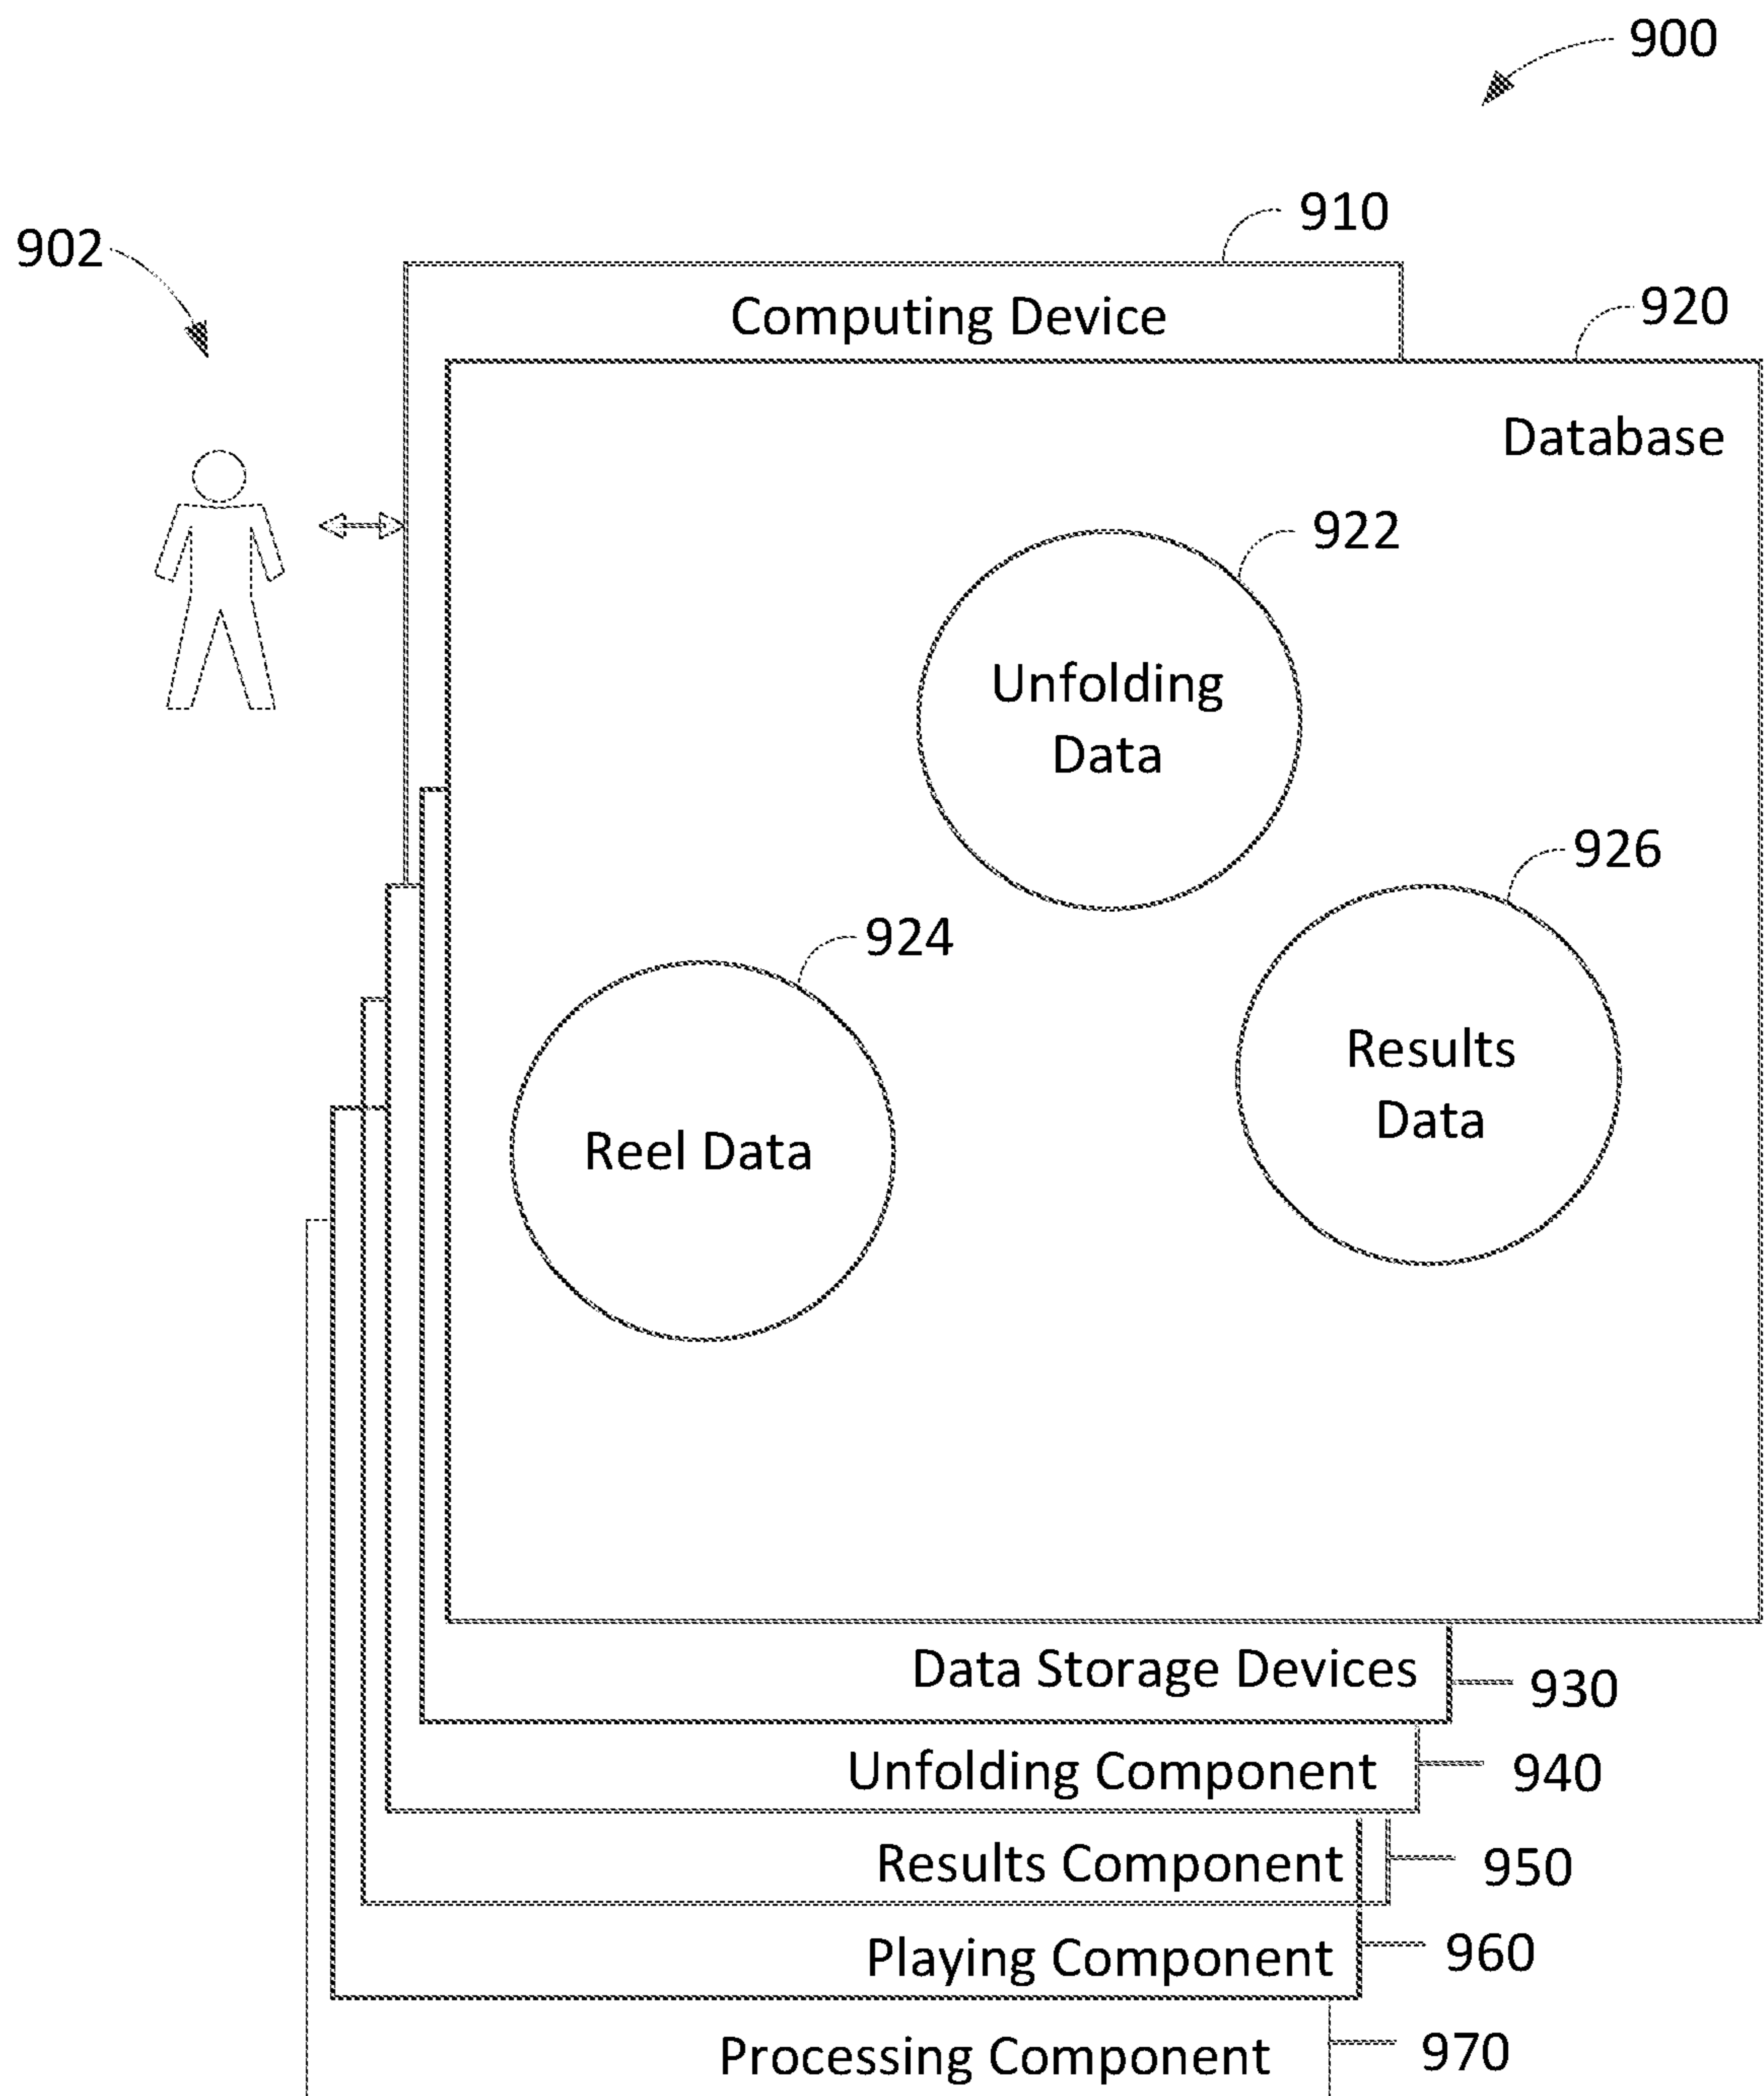 900
910
902
Computing Device
920
Database
922
Unfolding
Data
926
924
Results
Data
Reel Data
Data Storage Devices
930
Unfolding Component
940
Results Component
950
Playing Component
960
Processing Component
970